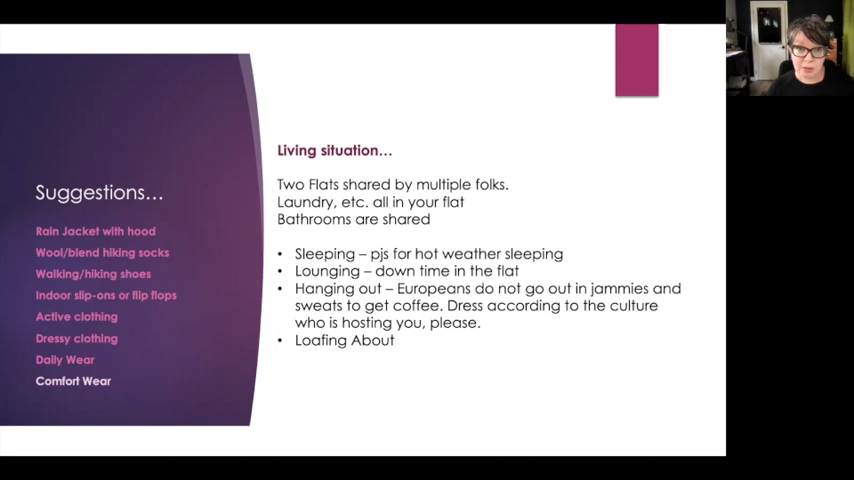 Suggestions…
Rain Jacket with hood
Wool/blend hiking socks
Walking/hiking shoes
Indoor slip-ons or flip flops
Active clothing
Dressy clothing
Daily Wear
Comfort Wear
Living situation…
Two Flats shared by multiple folks.
Laundry, etc. all in your flat
Bathrooms are shared
• Sleeping – pjs for hot weather sleeping
• Lounging – down time in the flat
• Hanging out – Europeans do not go out in jammies and
sweats to get coffee. Dress according to the culture
who is hosting you, please.
• Loafing About